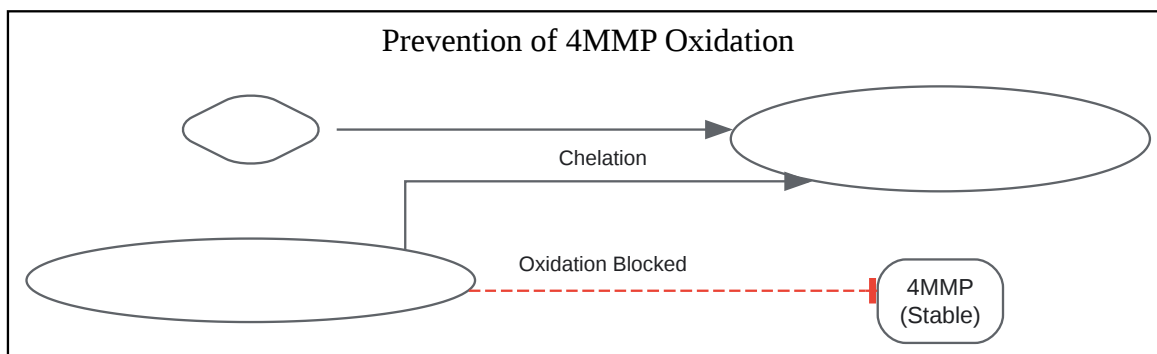 Prevention of 4MMP Oxidation
Chelation
Oxidation Blocked
4MMP
(Stable)